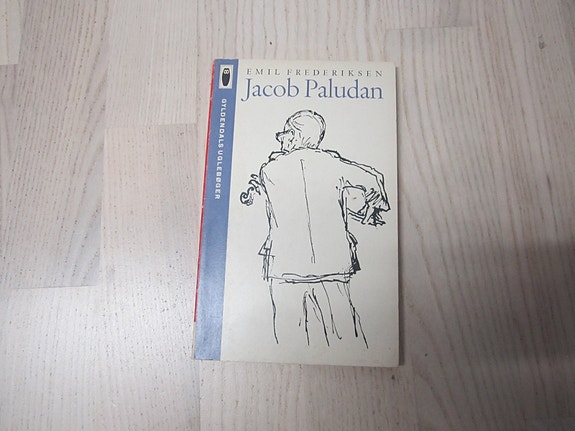 EMIL FREDERIKSEN
Jacob Paludan
GYLDENDALS UGLEBØGER